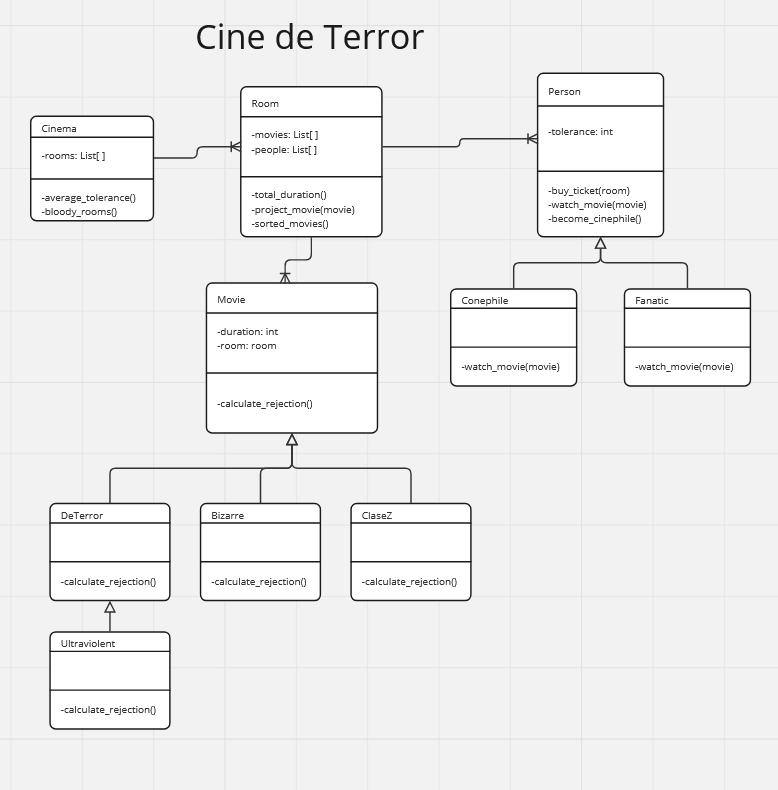 Cine de Terror
Cinema
-rooms: List[ ]
-average_tolerance()
-bloody_rooms()
Room
-movies: List[ ]
-people: List[ ]
-total_duration()
-project_movie(movie)
-sorted_movies()
Person
-tolerance: int
-buy_ticket(room)
-watch_movie(movie)
-become_cinephile()
Movie
-duration: int
-room: room
-calculate_rejection()
Conephile
-watch_movie(movie)
Fanatic
-watch_movie(movie)
DeTerror
-calculate_rejection()
Bizarre
-calculate_rejection()
ClaseZ
-calculate_rejection()
Ultraviolent
-calculate_rejection()